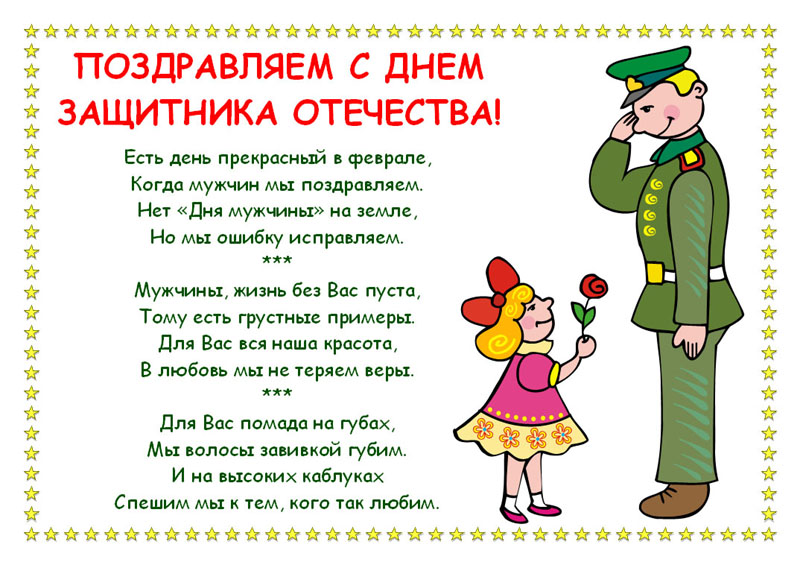 ПОЗДРАВЛЯЕМ С ДНЕМ
ЗАЩИТНИКА ОТЕЧЕСТВА!
Есть день прекрасный в феврале,
Когда мужчин мы поздравляем.
Нет «Дня мужчины» на земле,
Но мы ошибку исправляем.
***
Мужчины, жизнь без Вас пуста,
Тому есть грустные примеры.
Для Вас вся наша красота,
В любовь мы не теряем веры.
***
Для Вас помада на губах,
Мы волосы завивкой губим.
И на высоких каблуках
Спешим мы к тем, кого так любим.